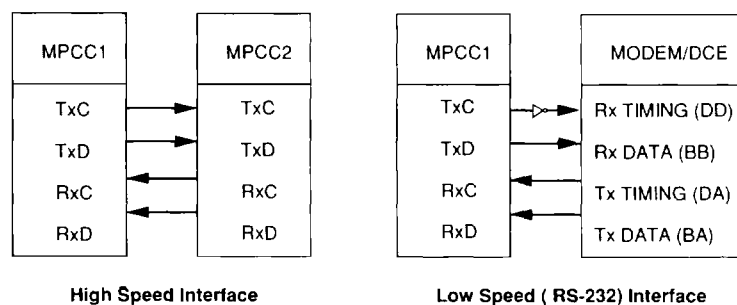 MPCC1
MPCC2
TxC
TxC
TxD
TxD
RxC
RxC
RxD
RxD
High Speed Interface
MPCC1
MODEM/DCE
TxC
Rx TIMING (DD)
TxD
Rx DATA (BB)
RxC
Tx TIMING (DA)
RxD
Tx DATA (BA)
Low Speed ( RS-232) Interface